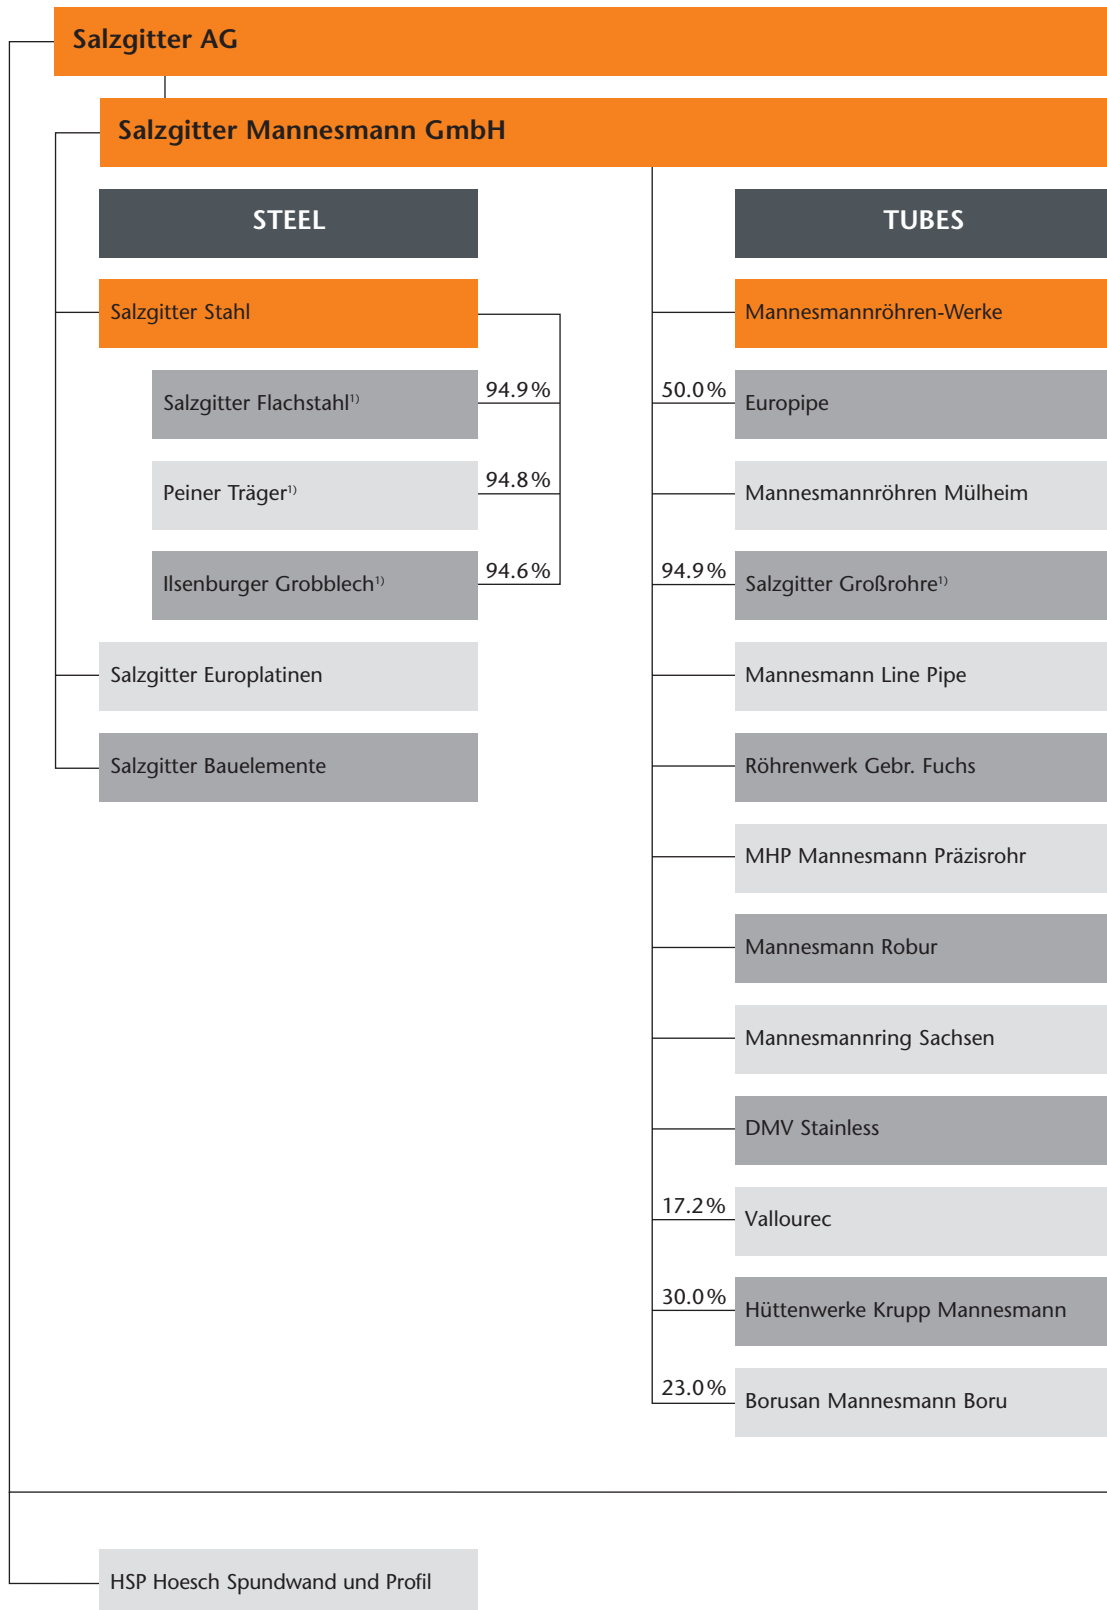 Salzgitter AG
Salzgitter Mannesmann GmbH
STEEL
Salzgitter Stahl
94.9%
Salzgitter Flachstahl¹⁾
94.8%
Peiner Träger¹⁾
94.6%
Ilsenburger Grobblech¹⁾
Salzgitter Europlatinen
Salzgitter Bauelemente
TUBES
Mannesmannröhren-Werke
50.0%
Europipe
Mannesmannröhren Mülheim
94.9%
Salzgitter Großrohre¹⁾
Mannesmann Line Pipe
Röhrenwerk Gebr. Fuchs
MHP Mannesmann Präzisrohr
Mannesmann Robur
Mannesmannring Sachsen
DMV Stainless
17.2%
Vallourec
30.0%
Hüttenwerke Krupp Mannesmann
23.0%
Borusan Mannesmann Boru
HSP Hoesch Spundwand und Profil